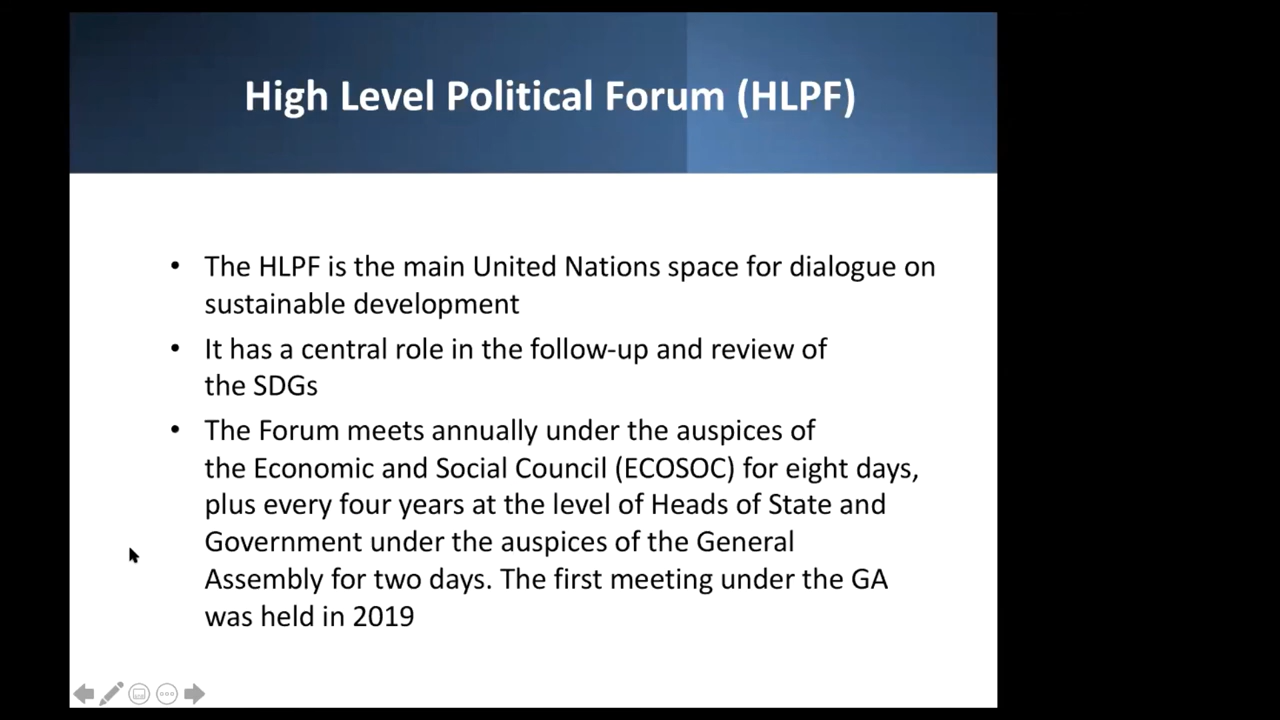 High Level Political Forum (HLPF)
• The HLPF is the main United Nations space for dialogue on
sustainable development
• It has a central role in the follow-up and review of
the SDGs
• The Forum meets annually under the auspices of
the Economic and Social Council (ECOSOC) for eight days,
plus every four years at the level of Heads of State and
Government under the auspices of the General
Assembly for two days. The first meeting under the GA
was held in 2019